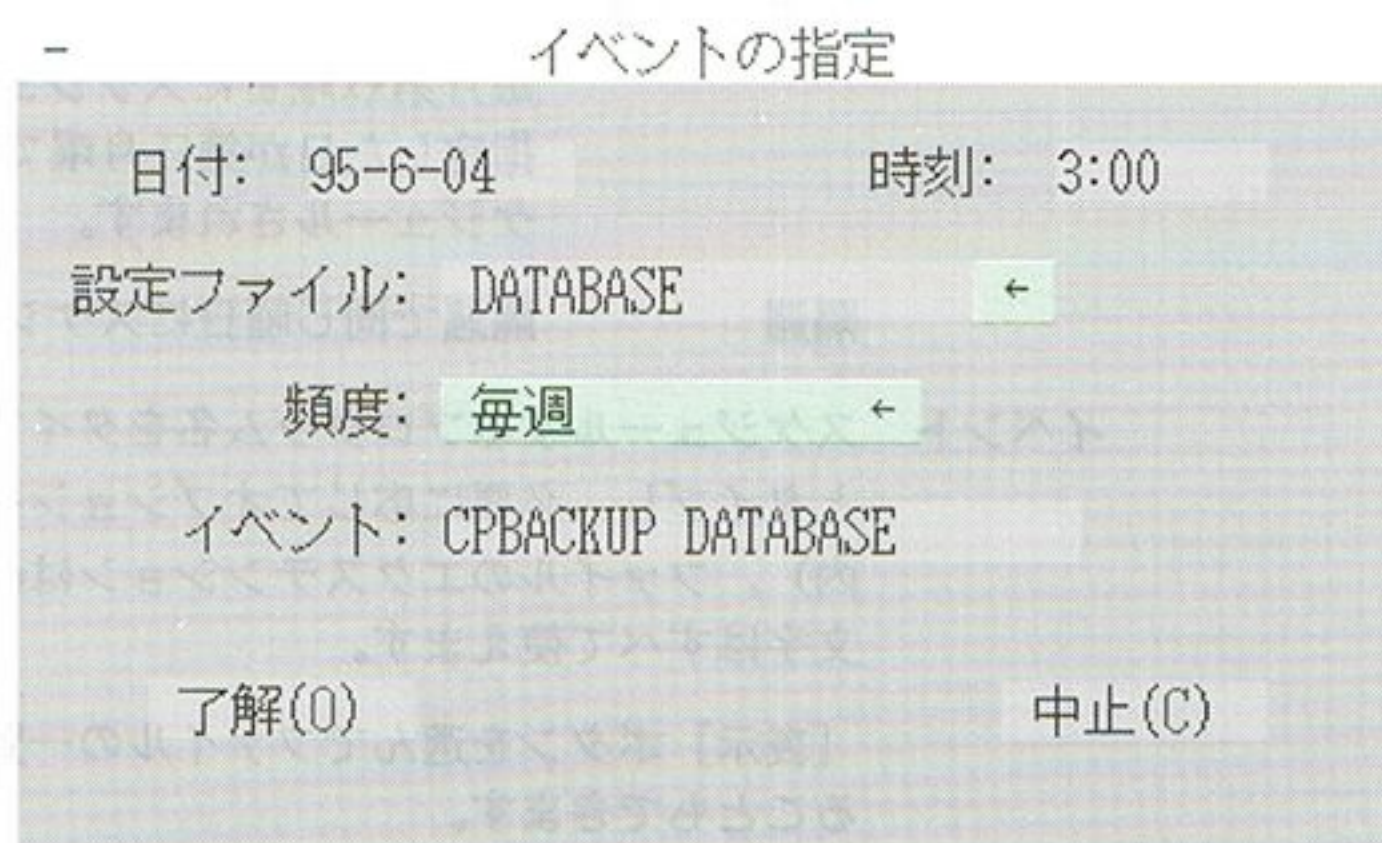 イベントの指定
日付: 95-6-04 時刻: 3:00
設定ファイル: DATABASE ←
頻度: 毎週 ←
イベント: CPBACKUP DATABASE
了解(O) 中止(C)